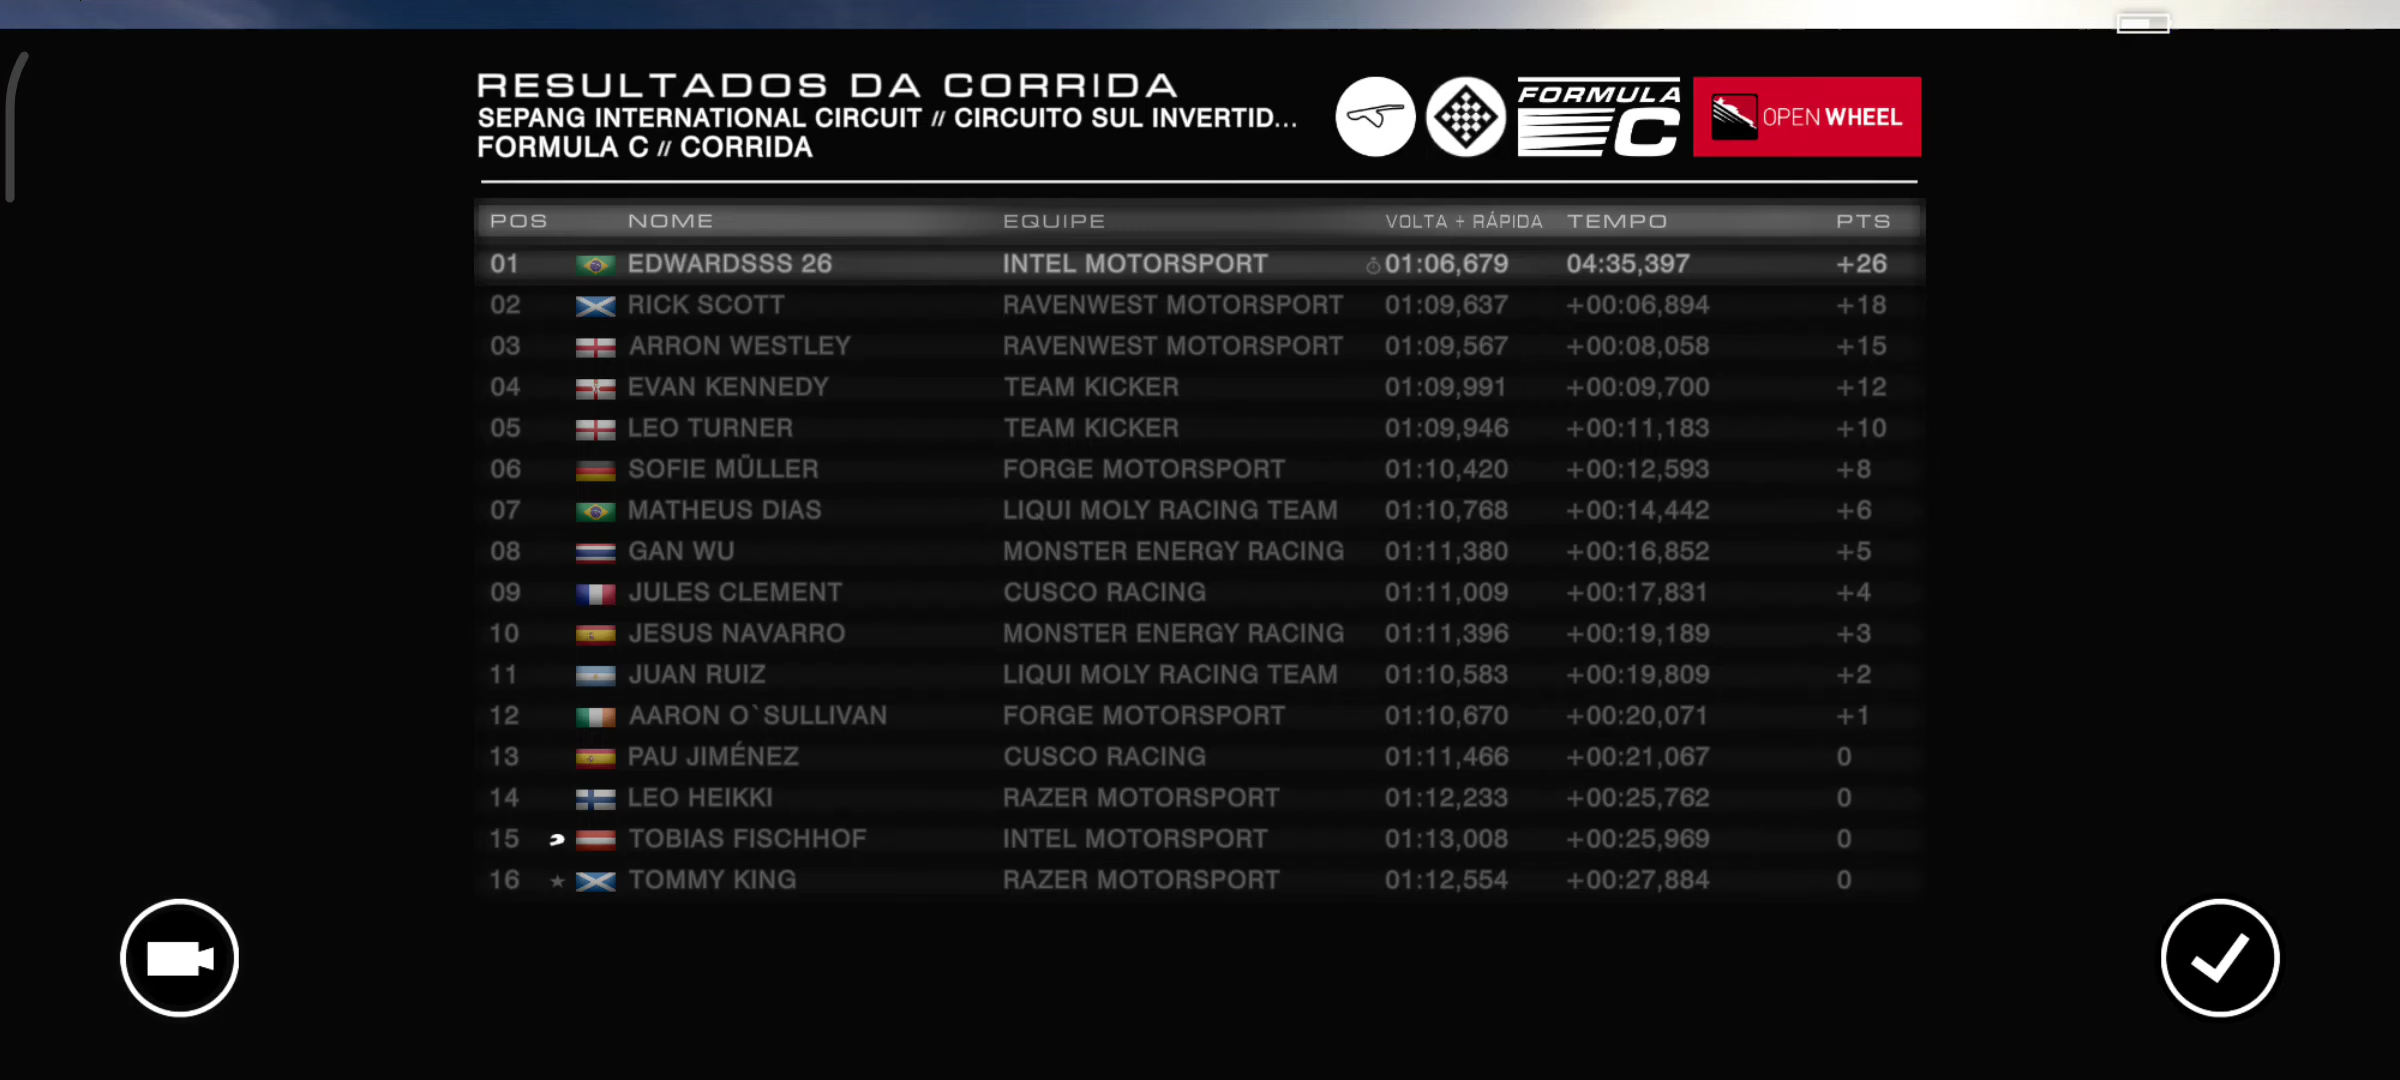 RESULTADOS DA CORRIDA
SEPANG INTERNATIONAL CIRCUIT // CIRCUITO SUL INVERTID...
FORMULA C // CORRIDA
FORMULA C
OPEN WHEEL
POS NOME EQUIPE VOLTA + RÁPIDA TEMPO PTS
01 EDWARDSSS 26 INTEL MOTORSPORT 01:06,679 04:35,397 +26
02 RICK SCOTT RAVENWEST MOTORSPORT 01:09,637 +00:06,894 +18
03 ARRON WESTLEY RAVENWEST MOTORSPORT 01:09,567 +00:08,058 +15
04 EVAN KENNEDY TEAM KICKER 01:09,991 +00:09,700 +12
05 LEO TURNER TEAM KICKER 01:09,946 +00:11,183 +10
06 SOFIE MÜLLER FORGE MOTORSPORT 01:10,420 +00:12,593 +8
07 MATHEUS DIAS LIQUI MOLY RACING TEAM 01:10,768 +00:14,442 +6
08 GAN WU MONSTER ENERGY RACING 01:11,380 +00:16,852 +5
09 JULES CLEMENT CUSCO RACING 01:11,009 +00:17,831 +4
10 JESUS NAVARRO MONSTER ENERGY RACING 01:11,396 +00:19,189 +3
11 JUAN RUIZ LIQUI MOLY RACING TEAM 01:10,583 +00:19,809 +2
12 AARON O`SULLIVAN FORGE MOTORSPORT 01:10,670 +00:20,071 +1
13 PAU JIMÉNEZ CUSCO RACING 01:11,466 +00:21,067 0
14 LEO HEIKKI RAZER MOTORSPORT 01:12,233 +00:25,762 0
15 TOBIAS FISCHHOF INTEL MOTORSPORT 01:13,008 +00:25,969 0
16 TOMMY KING RAZER MOTORSPORT 01:12,554 +00:27,884 0